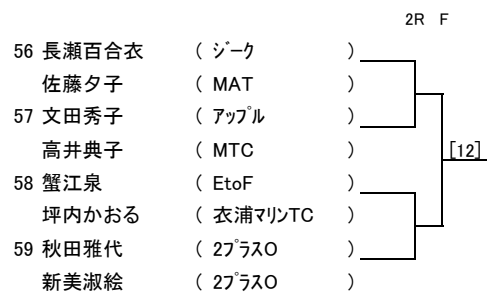 2R F
56 長瀬百合衣 ( ジーク )
佐藤夕子 ( MAT )
57 文田秀子 ( アップル )
高井典子 ( MTC )
[12]
58 蟹江泉 ( EtoF )
坪内かおる ( 衣浦マリンTC )
59 秋田雅代 ( 2プラスO )
新美淑絵 ( 2プラスO )